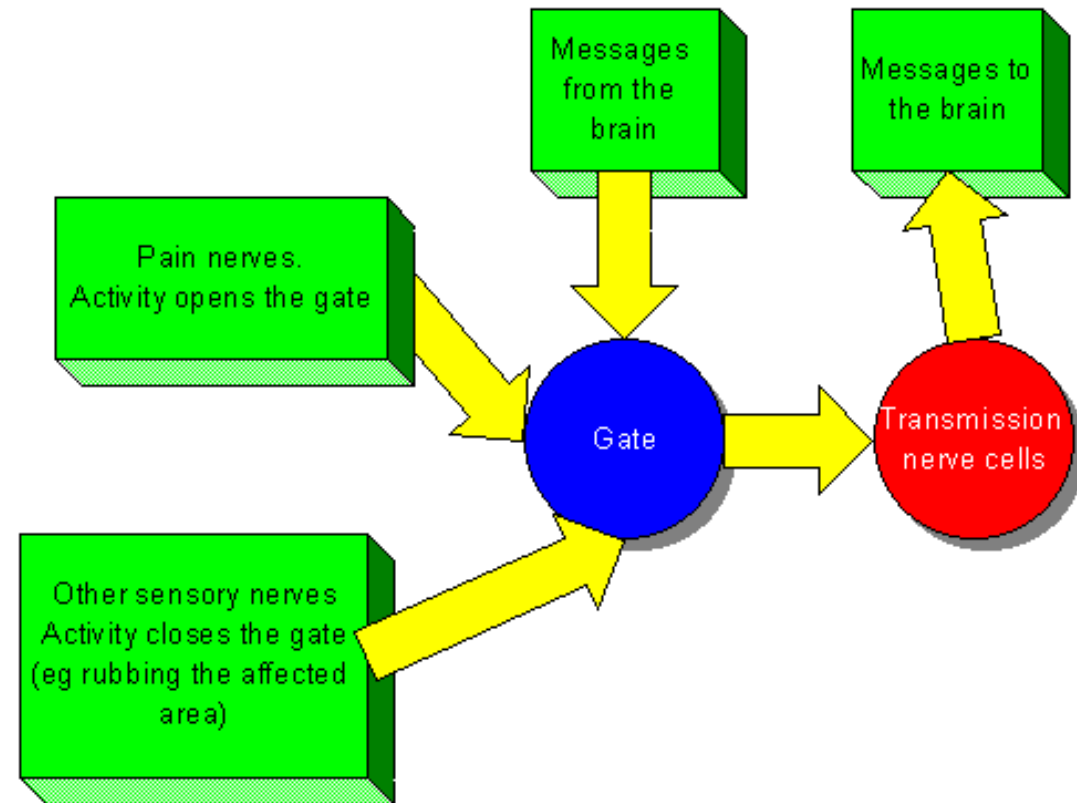 Messages
from the
brain
Messages to
the brain
Pain nerves.
Activity opens the gate
Gate
Transmission
nerve cells
Other sensory nerves
Activity closes the gate
(eg rubbing the affected
area)